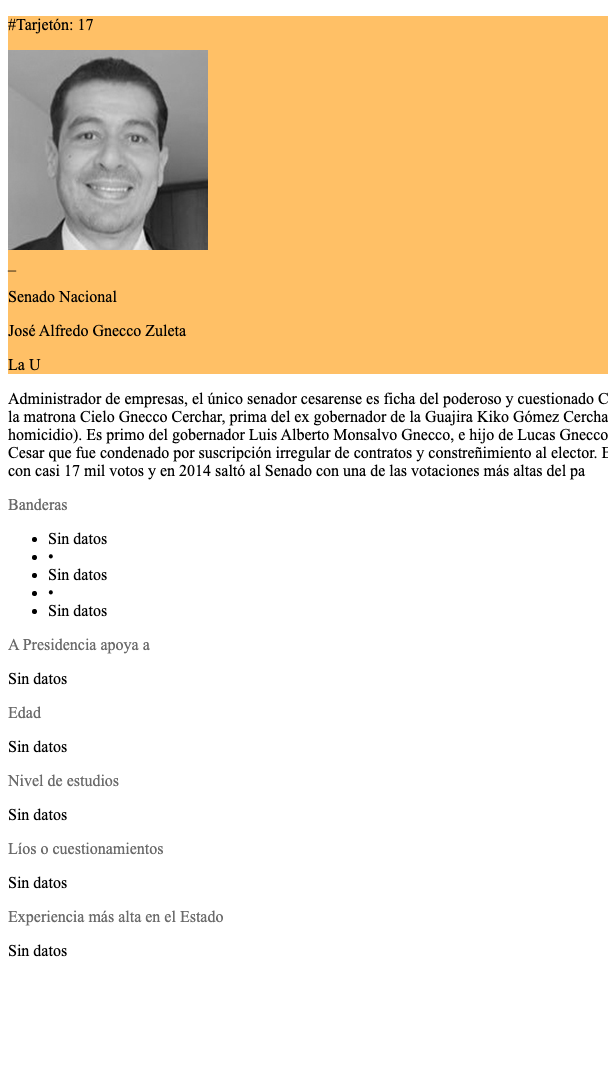 #Tarjetón: 17
_
Senado Nacional
José Alfredo Gnecco Zuleta
La U
Administrador de empresas, el único senador cesarense es ficha del poderoso y cuestionado C
la matrona Cielo Gnecco Cerchar, prima del ex gobernador de la Guajira Kiko Gómez Cercha
homicidio). Es primo del gobernador Luis Alberto Monsalvo Gnecco, e hijo de Lucas Gnecco
Cesar que fue condenado por suscripción irregular de contratos y constreñimiento al elector. E
con casi 17 mil votos y en 2014 saltó al Senado con una de las votaciones más altas del pa
Banderas
• Sin datos
• •
• Sin datos
• •
• Sin datos
A Presidencia apoya a
Sin datos
Edad
Sin datos
Nivel de estudios
Sin datos
Líos o cuestionamientos
Sin datos
Experiencia más alta en el Estado
Sin datos